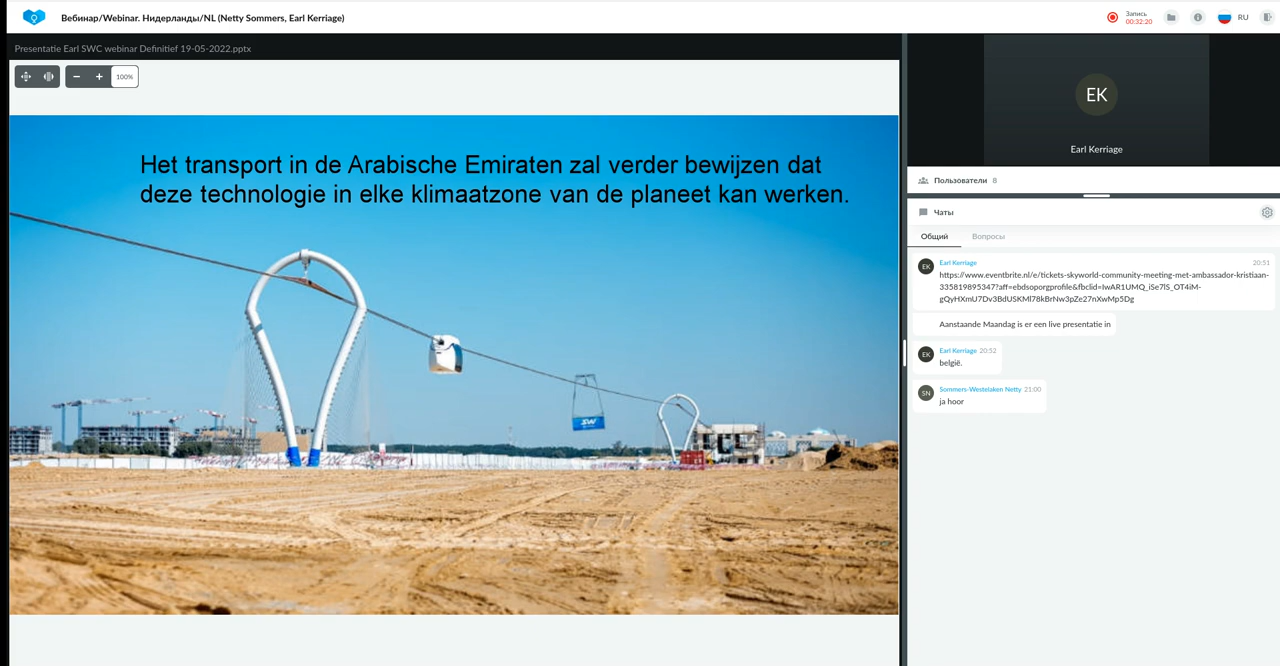 Вебинар/Webinar. Нидерланды/NL (Netty Sommers, Earl Kerriage)
Запись
00:32:20
RU
Presentatie Earl SWC webinar Definitief 19-05-2022.pptx
100%
Het transport in de Arabische Emiraten zal verder bewijzen dat
deze technologie in elke klimaatzone van de planeet kan werken.
SW
EK
Earl Kerriage
Пользователи 8
Чаты
Общий
Вопросы
EK
Earl Kerriage 20:51
https://www.eventbrite.nl/e/tickets-skyworld-community-meeting-met-ambassador-kristiaan-
335819895347?aff=ebdsoporgprofile&fbclid=IwAR1UMQ_iSe7lS_OT4iM-
gQyHXmU7Dv3BdUSKMl78kBrNw3pZe27nXwMp5Dg
Aanstaande Maandag is er een live presentatie in
EK
Earl Kerriage 20:52
belgië.
SN
Sommers-Westelaken Netty 21:00
ja hoor